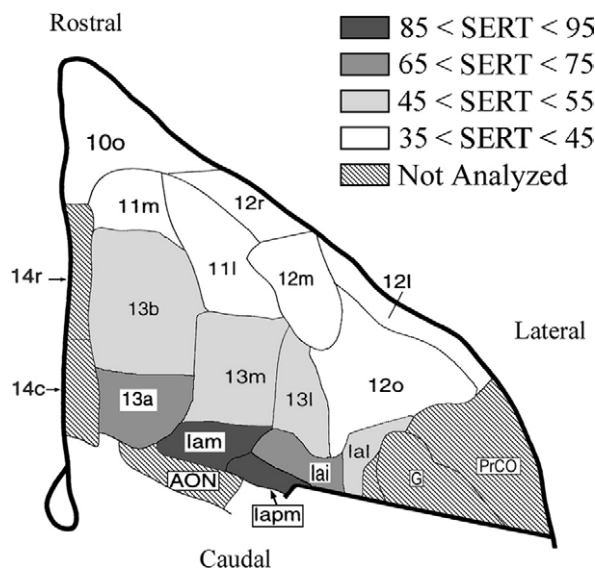 Rostral
85 < SERT < 95
65 < SERT < 75
45 < SERT < 55
35 < SERT < 45
Not Analyzed
10o
11m
12r
14r
11l
12m
12l
13b
Lateral
14c
13a
13m
13l
12o
Iam
Iai
Ial
AON
G
PrCO
Iapm
Caudal